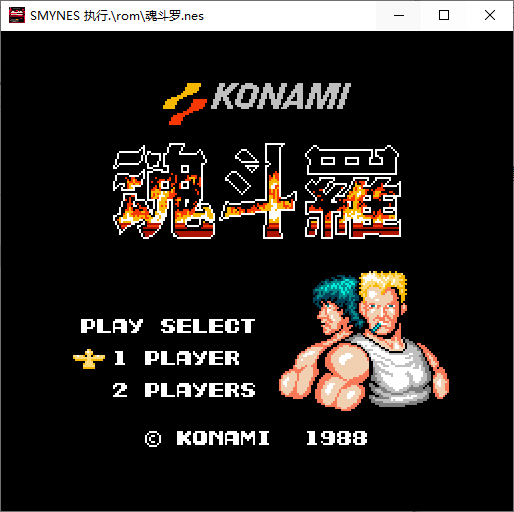 SMYNES 执行.\rom\魂斗罗.nes
KONAMI
魂斗羅
PLAY SELECT
1 PLAYER
2 PLAYERS
© KONAMI 1988